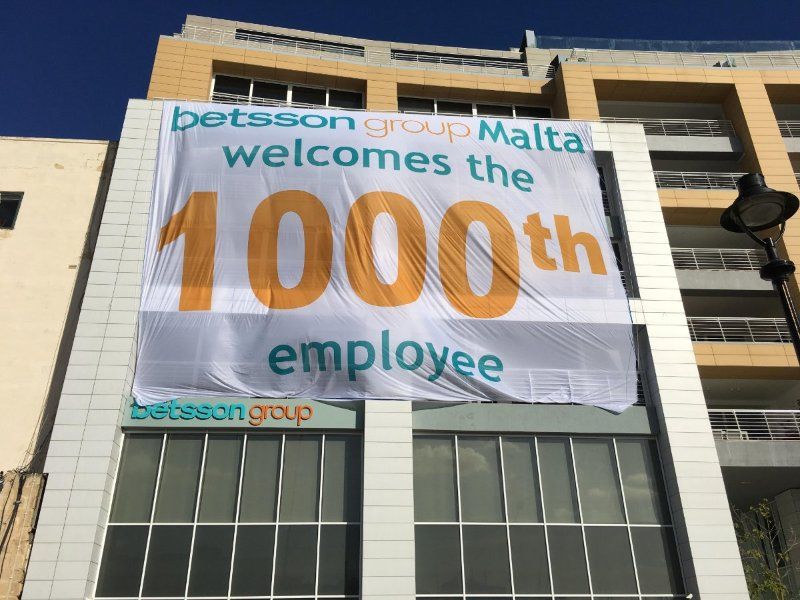 betsson group Malta
welcomes the
1000th
employee
betsson group